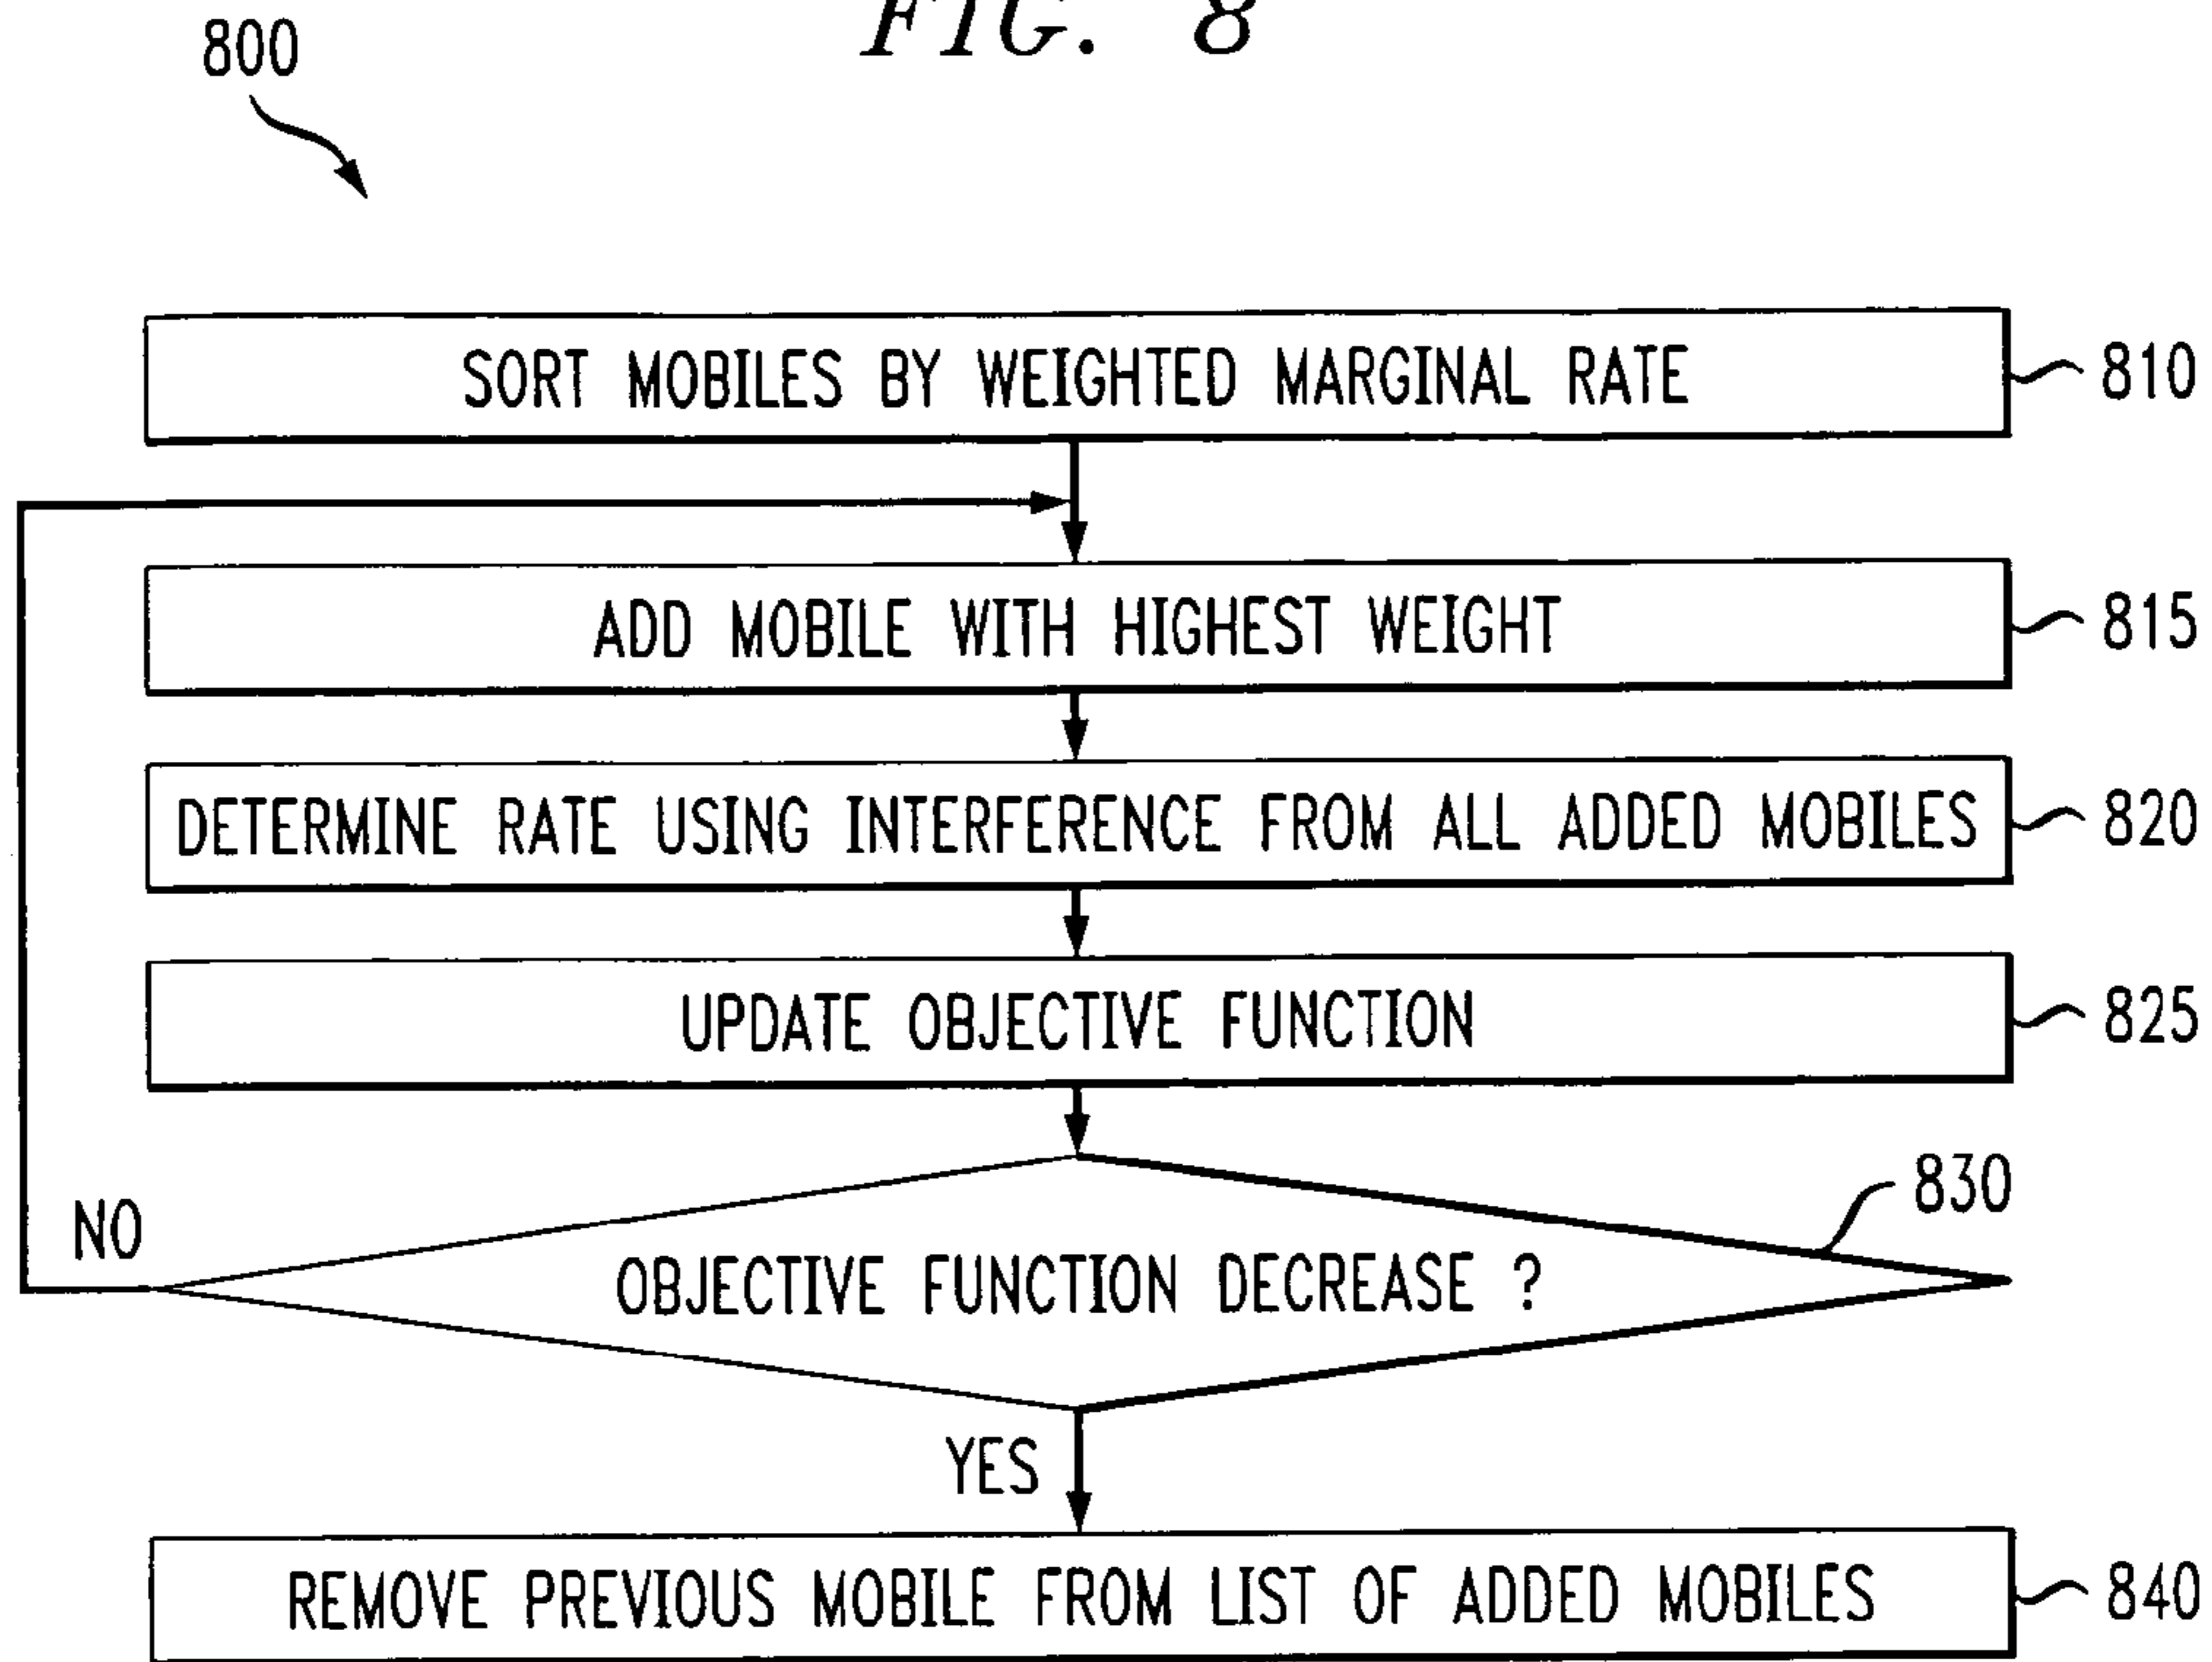 FIG. 8
800
SORT MOBILES BY WEIGHTED MARGINAL RATE
810
ADD MOBILE WITH HIGHEST WEIGHT
815
DETERMINE RATE USING INTERFERENCE FROM ALL ADDED MOBILES
820
UPDATE OBJECTIVE FUNCTION
825
830
NO
OBJECTIVE FUNCTION DECREASE ?
YES
REMOVE PREVIOUS MOBILE FROM LIST OF ADDED MOBILES
840